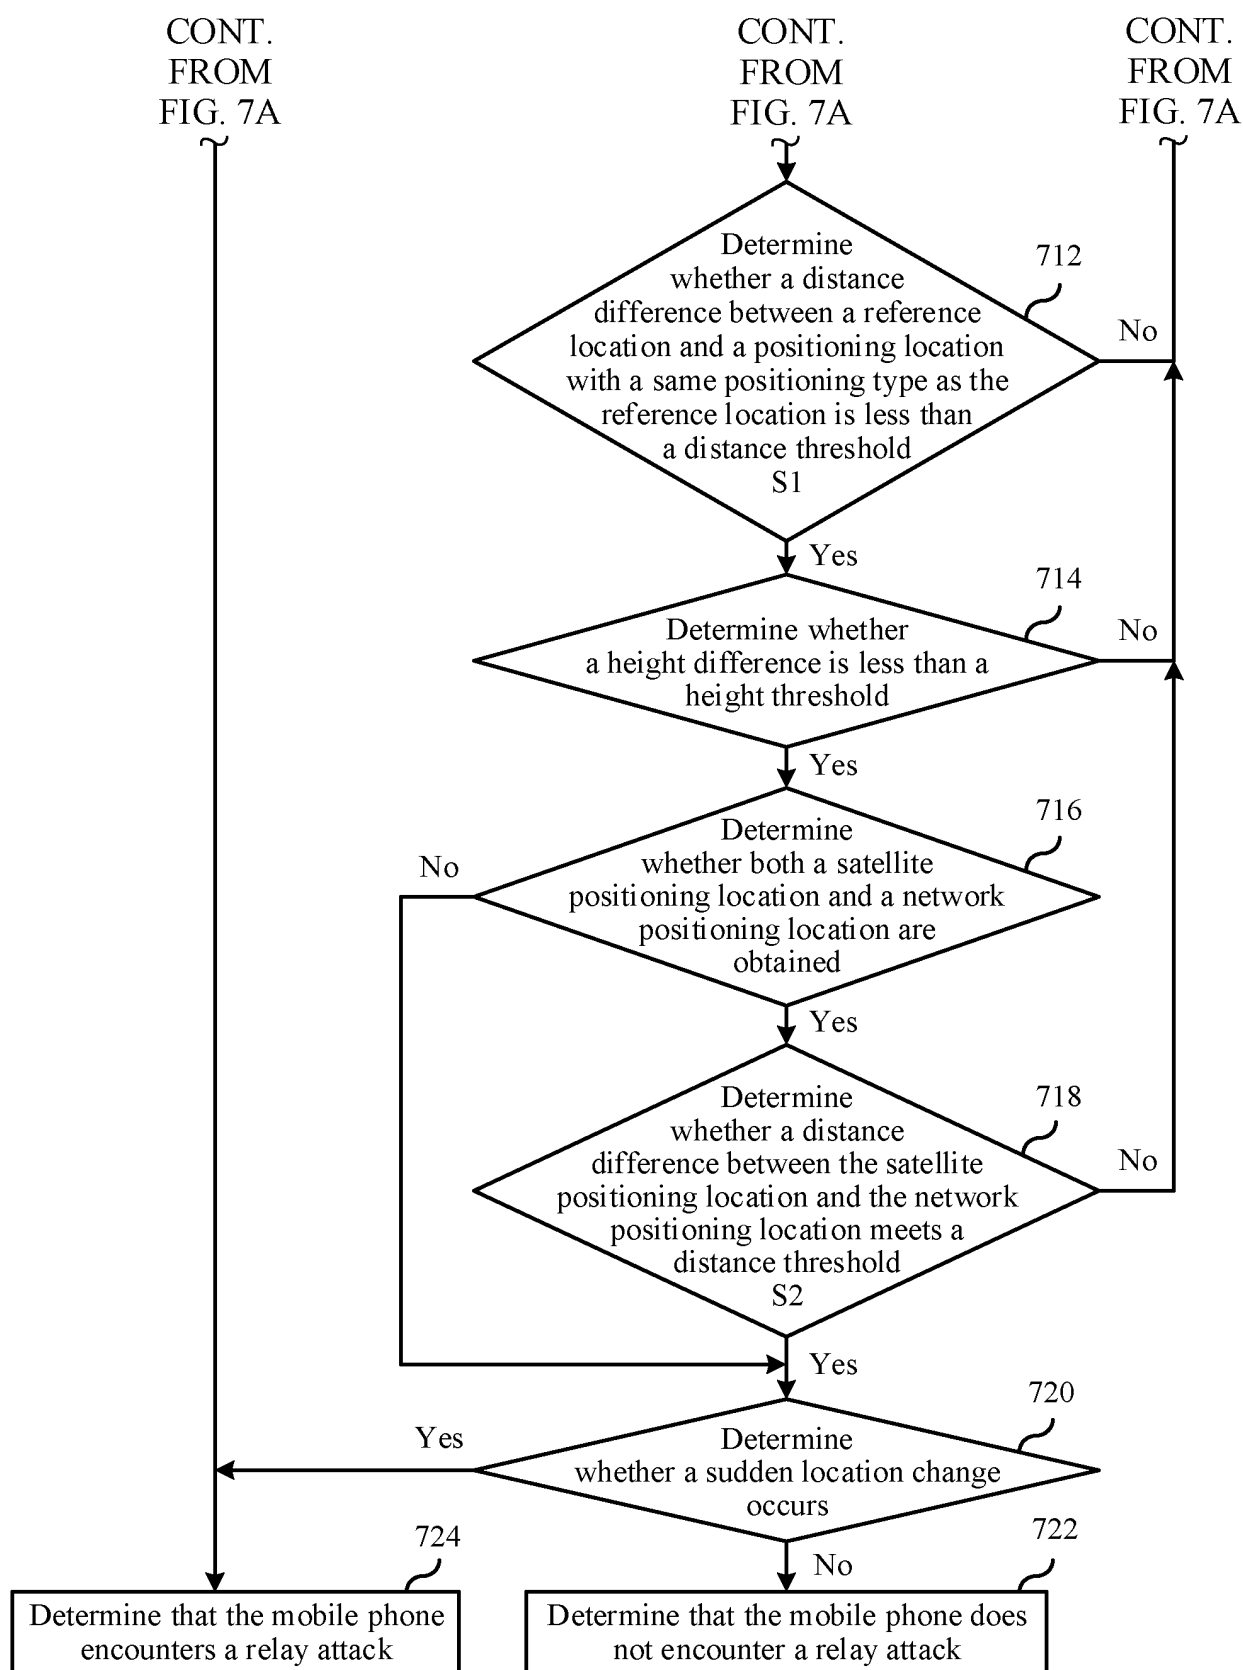 CONT.
FROM
FIG. 7A
CONT.
FROM
FIG. 7A
CONT.
FROM
FIG. 7A
Determine
whether a distance
difference between a reference
location and a positioning location
with a same positioning type as the
reference location is less than
a distance threshold
S1
712
No
Yes
714
Determine whether
a height difference is less than a
height threshold
No
Yes
716
Determine
whether both a satellite
positioning location and a network
positioning location are
obtained
No
Yes
718
Determine
whether a distance
difference between the satellite
positioning location and the network
positioning location meets a
distance threshold
S2
No
Yes
720
Determine
whether a sudden location change
occurs
Yes
No
724
Determine that the mobile phone
encounters a relay attack
722
Determine that the mobile phone does
not encounter a relay attack